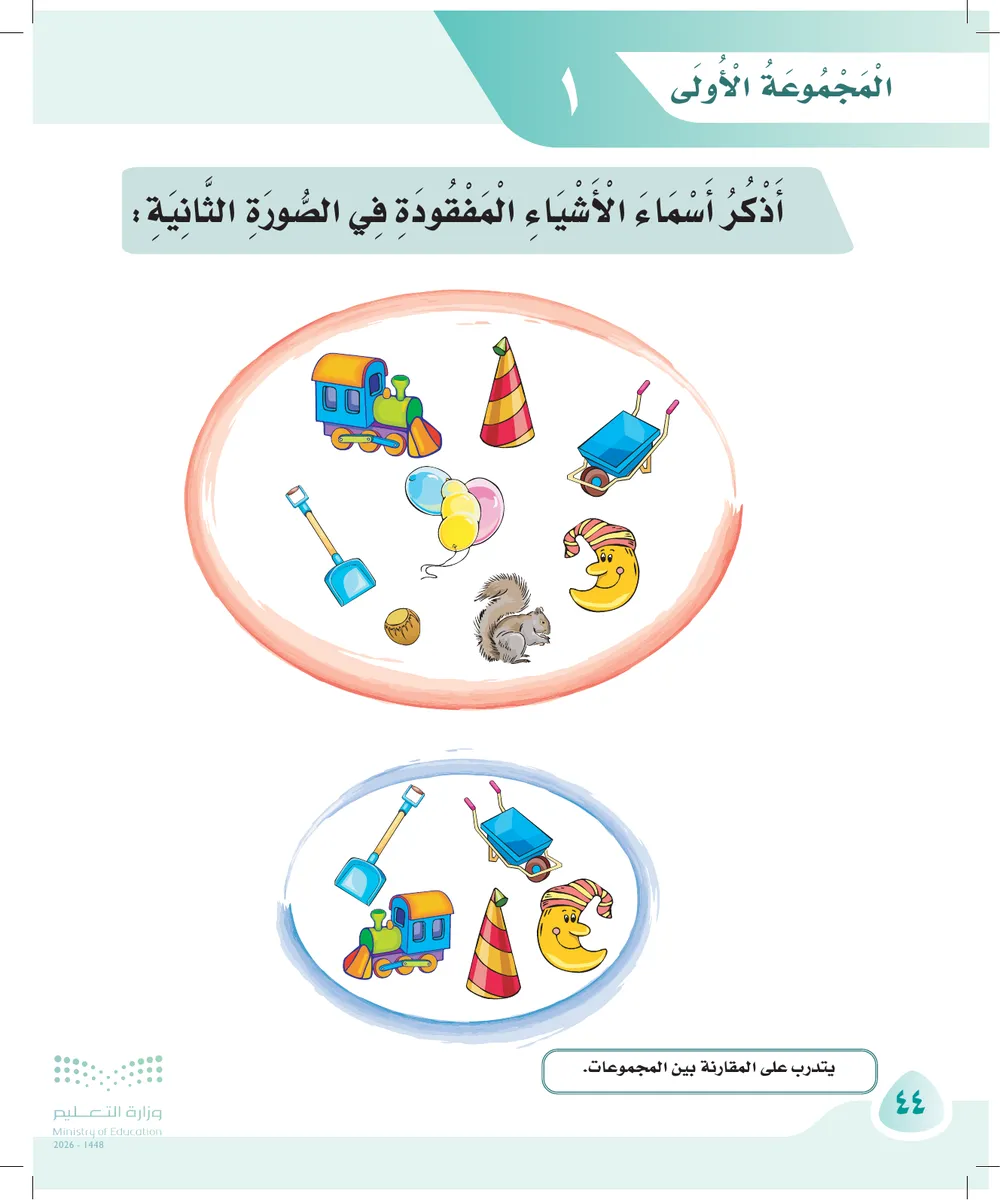 الْمَجْمُوعَةُ الْأُولَى
١
أَذْكُرُ أَسْمَاءَ الْأَشْيَاءِ الْمَفْقُودَةِ فِي الصُّورَةِ الثَّانِيَةِ :
يتدرب على المقارنة بين المجموعات.
٤٤
وزارة التعـــليم
Ministry of Education
2026 - 1448